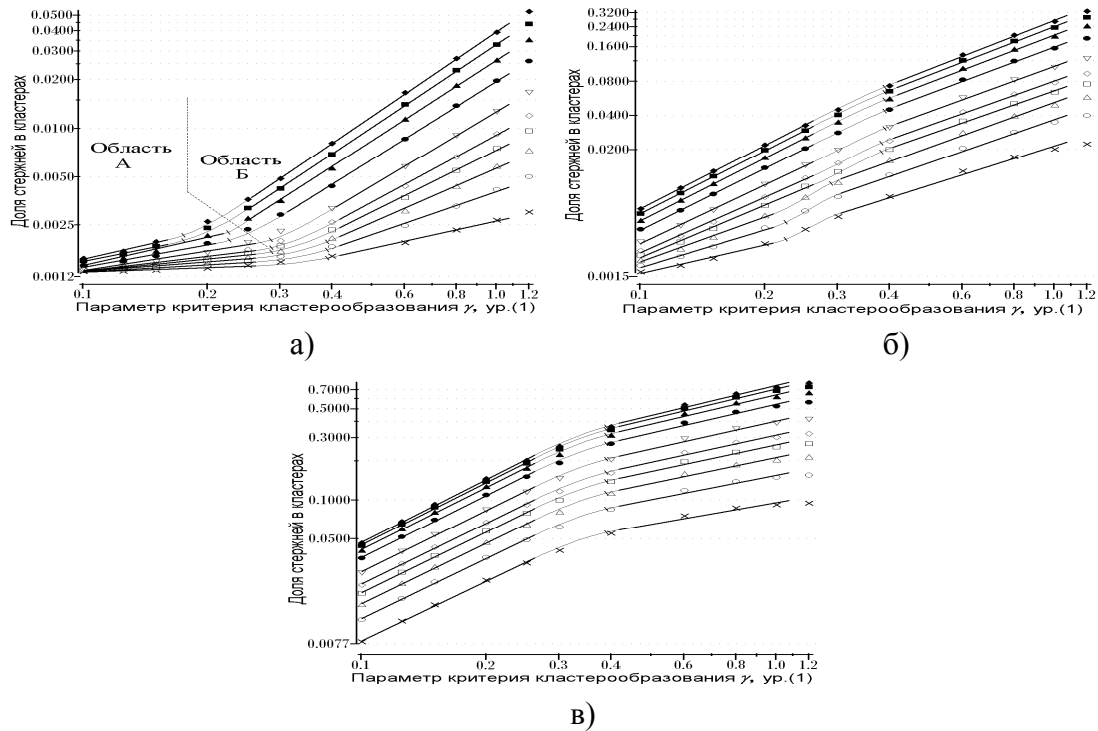 0.0500
0.0400
0.0300
0.0200
0.0100
0.0050
0.0025
0.0012
Доля стержней в кластерах
Область
А
Область
Б
0.1 0.2 0.3 0.4 0.6 0.8 1.0 1.2
Параметр критерия кластерообразования γ, ур.(1)
а)
0.3200
0.2400
0.1600
0.0800
0.0400
0.0200
0.0015
Доля стержней в кластерах
0.1 0.2 0.3 0.4 0.6 0.8 1.0 1.2
Параметр критерия кластерообразования γ, ур.(1)
б)
0.7000
0.5000
0.3000
0.1000
0.0500
0.0077
Доля стержней в кластерах
0.1 0.2 0.3 0.4 0.6 0.8 1.0 1.2
Параметр критерия кластерообразования γ, ур.(1)
в)